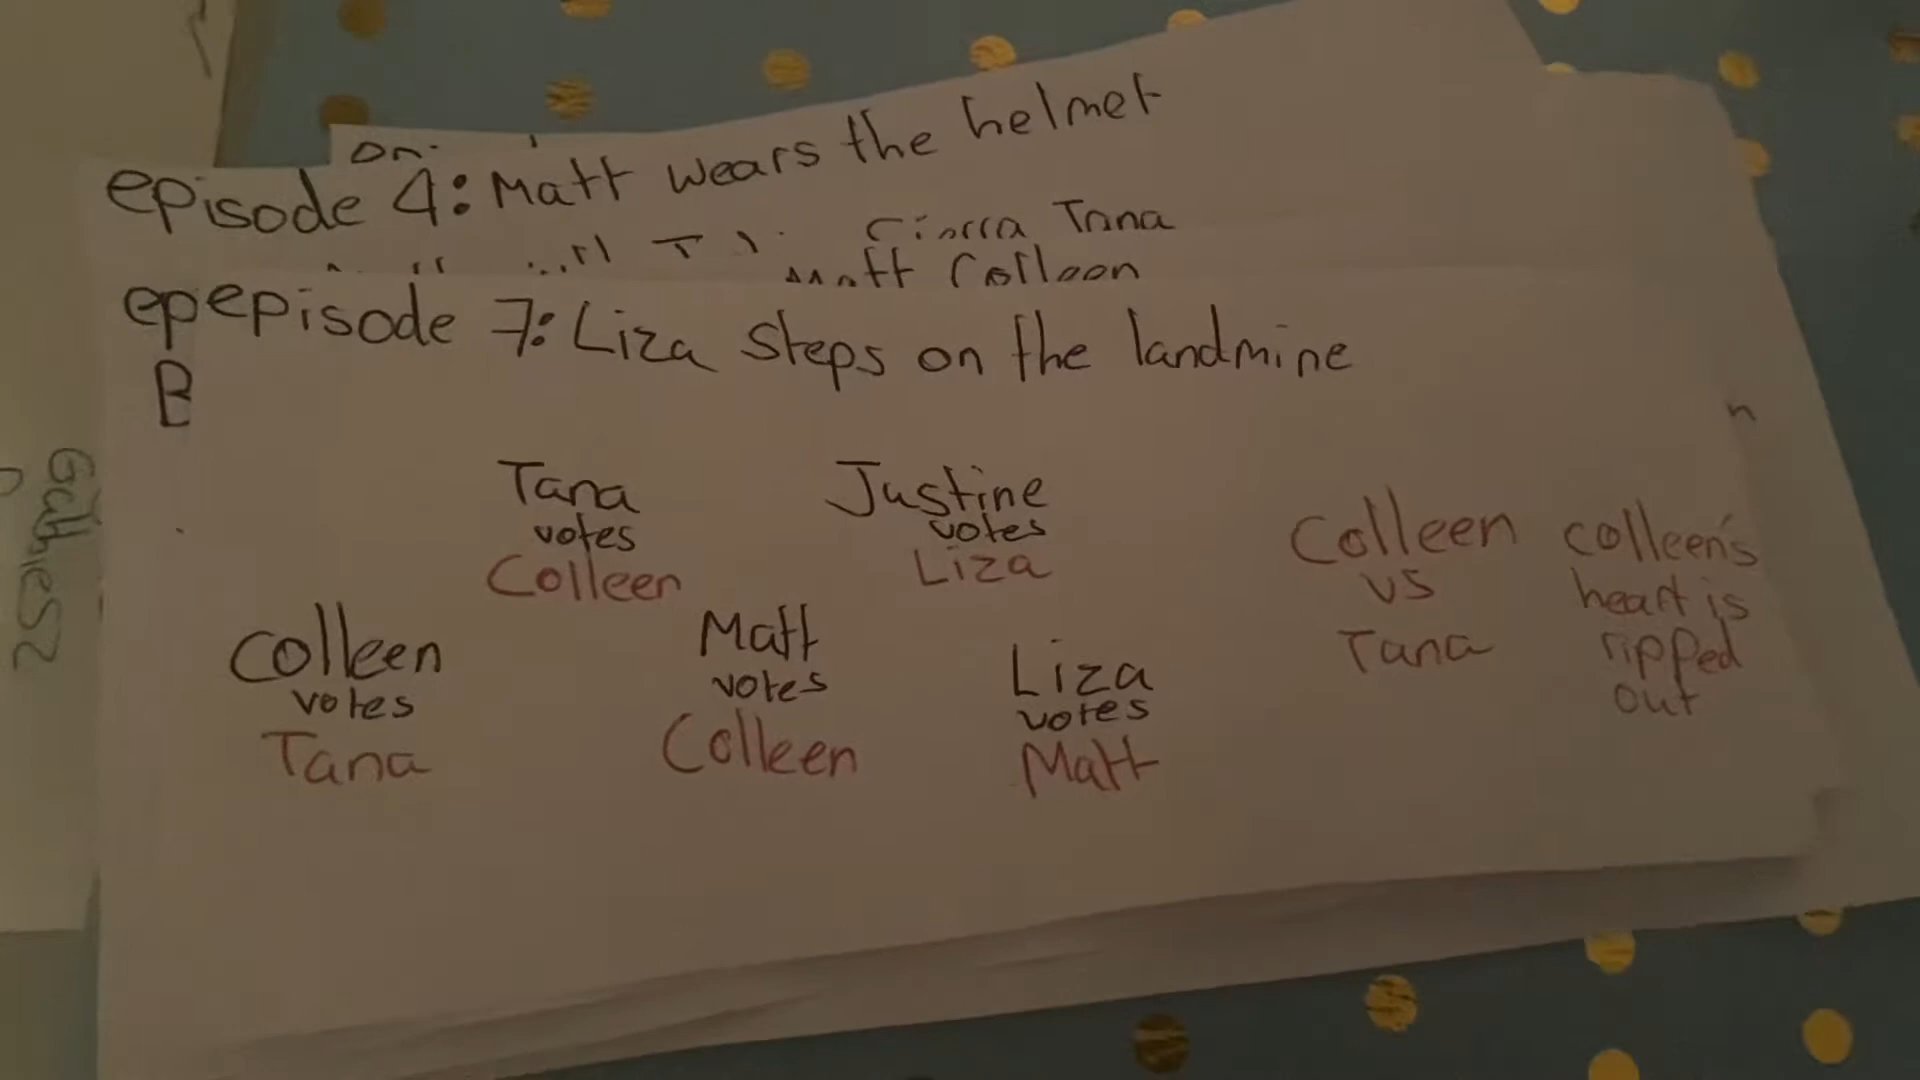 episode 4: Matt wears the helmet
Tana
Matt Colleen
ep
episode 7: Liza steps on the landmine
B
Tana
votes
Colleen
Justine
votes
Liza
Colleen
votes
Tana
Matt
votes
Colleen
Liza
votes
Matt
Colleen
vs
Tana
colleen's
heart is
ripped
out
n